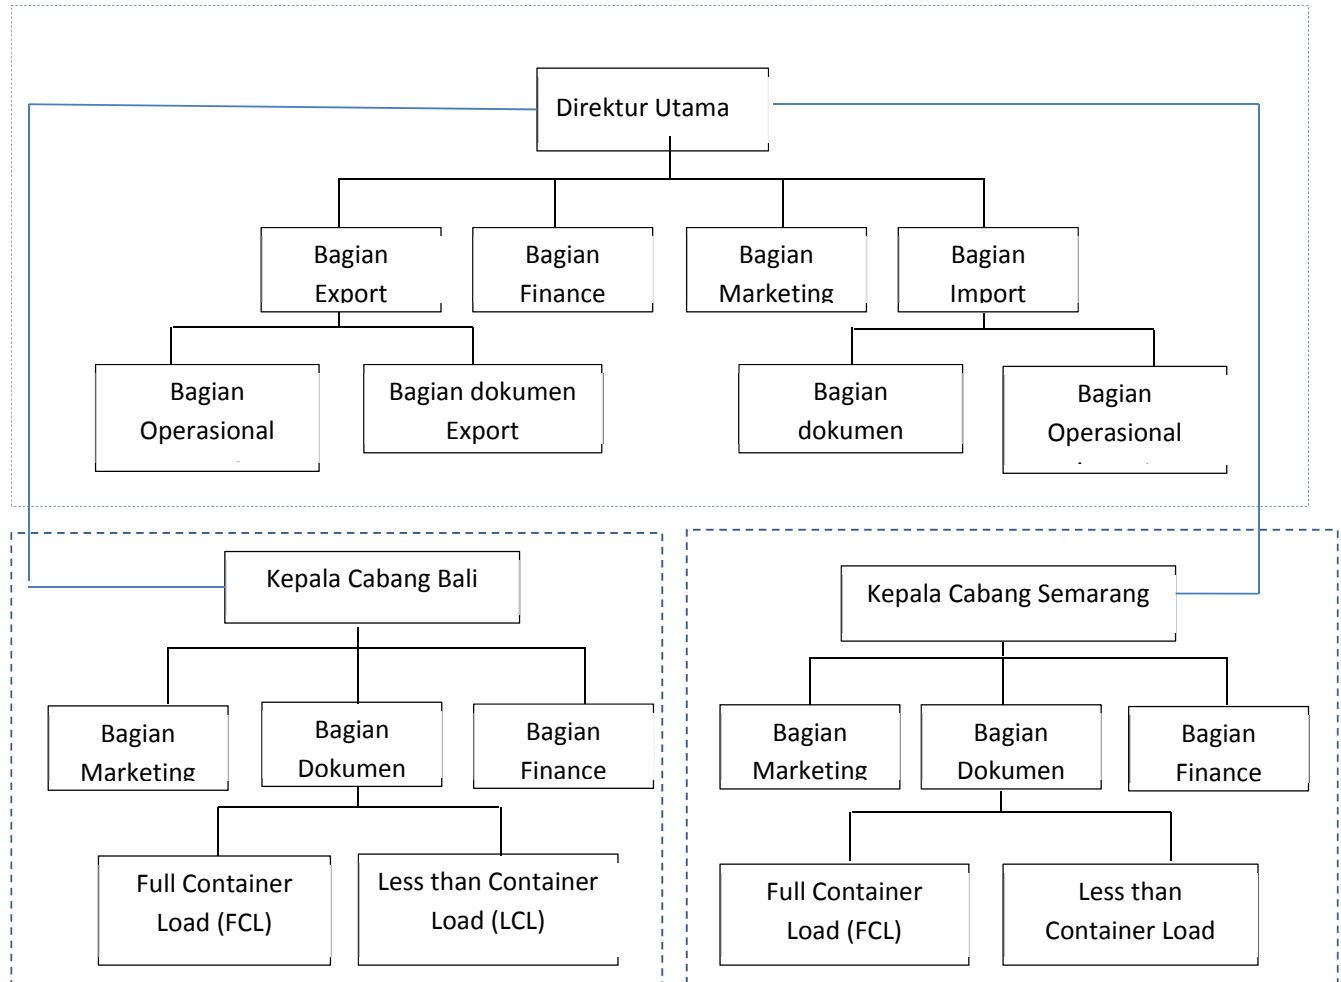 Direktur Utama
Bagian
Export
Bagian
Finance
Bagian
Marketing
Bagian
Import
Bagian
Operasional
Bagian dokumen
Export
Bagian
dokumen
Bagian
Operasional
Kepala Cabang Bali
Bagian
Marketing
Bagian
Dokumen
Bagian
Finance
Full Container
Load (FCL)
Less than Container
Load (LCL)
Kepala Cabang Semarang
Bagian
Marketing
Bagian
Dokumen
Bagian
Finance
Full Container
Load (FCL)
Less than
Container Load